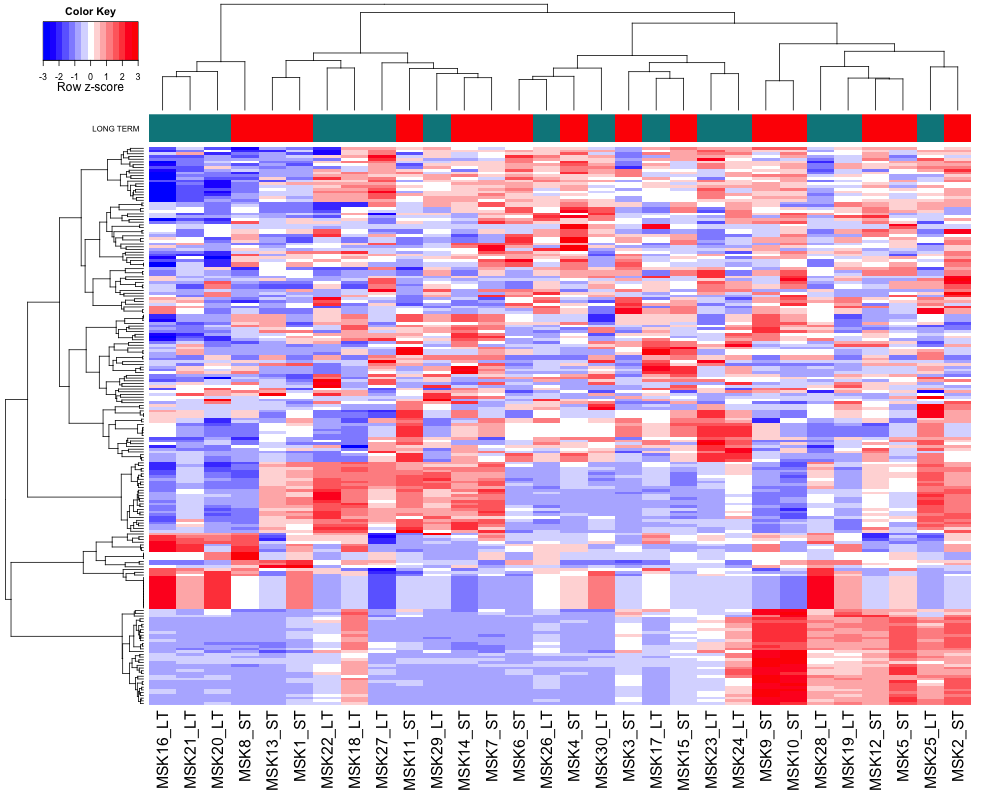 Color Key
-3 -2 -1 0 1 2 3
Row z-score
LONG TERM
MSK16_LT
MSK21_LT
MSK20_LT
MSK8_ST
MSK13_ST
MSK1_ST
MSK22_LT
MSK18_LT
MSK27_LT
MSK11_ST
MSK29_LT
MSK14_ST
MSK7_ST
MSK6_ST
MSK26_LT
MSK4_ST
MSK30_LT
MSK3_ST
MSK17_LT
MSK15_ST
MSK23_LT
MSK24_LT
MSK9_ST
MSK10_ST
MSK28_LT
MSK19_LT
MSK12_ST
MSK5_ST
MSK25_LT
MSK2_ST